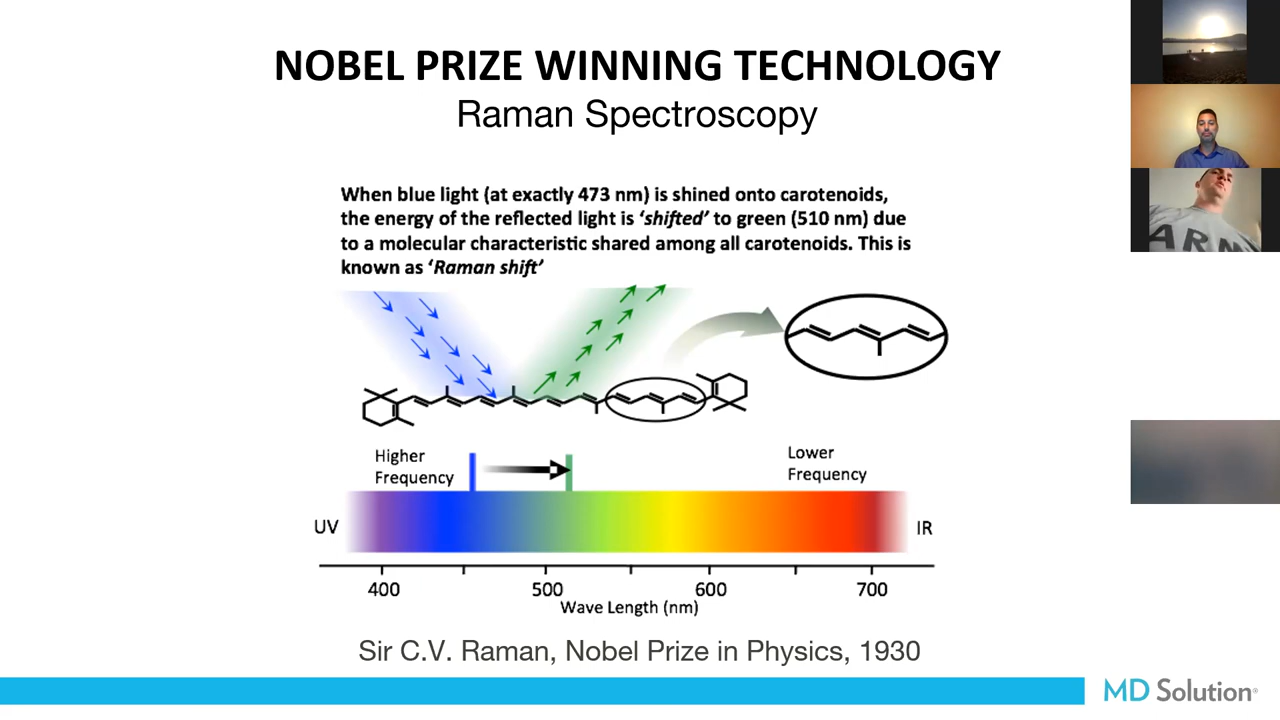 NOBEL PRIZE WINNING TECHNOLOGY
Raman Spectroscopy
When blue light (at exactly 473 nm) is shined onto carotenoids,
the energy of the reflected light is ‘shifted’ to green (510 nm) due
to a molecular characteristic shared among all carotenoids. This is
known as ‘Raman shift’
Higher
Frequency
Lower
Frequency
UV
IR
400 500 600 700
Wave Length (nm)
Sir C.V. Raman, Nobel Prize in Physics, 1930
MD Solution®
ARM